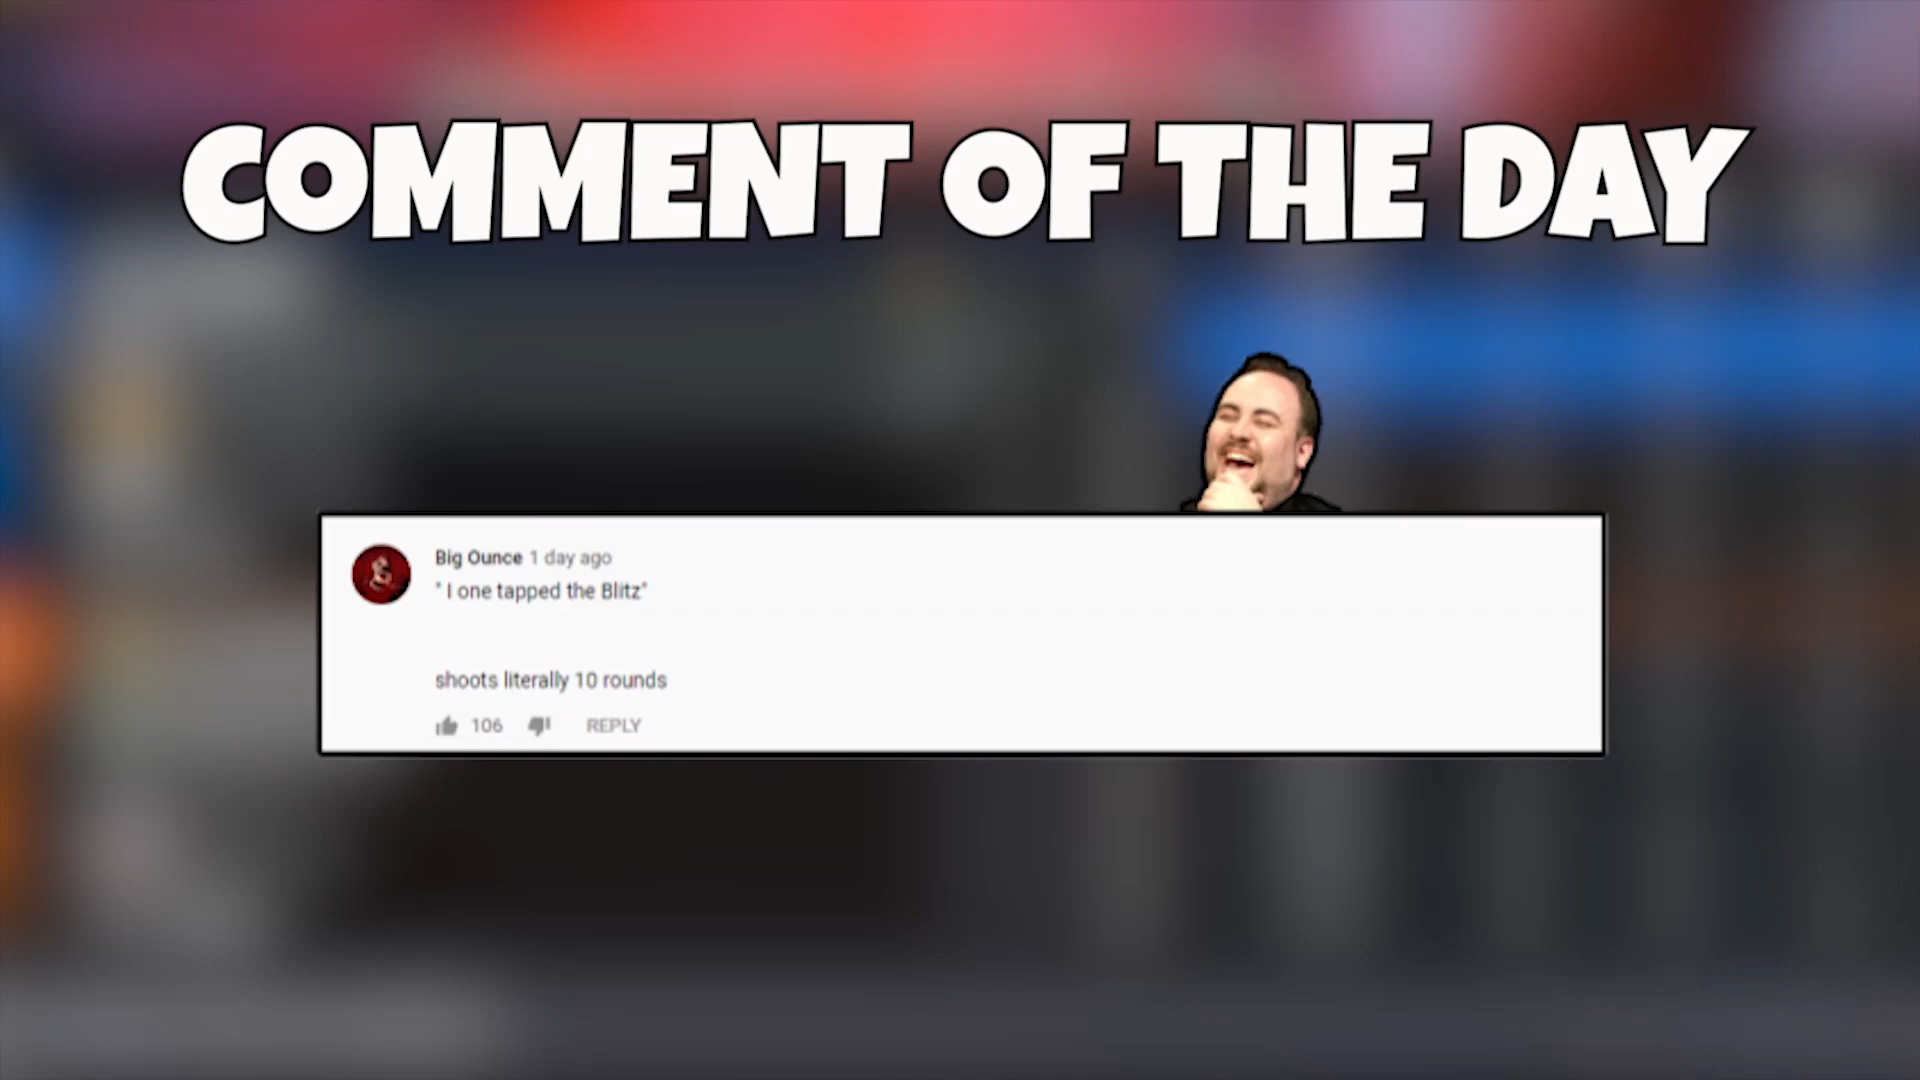 COMMENT OF THE DAY
Big Ounce 1 day ago
" I one tapped the Blitz"
shoots literally 10 rounds
106 REPLY